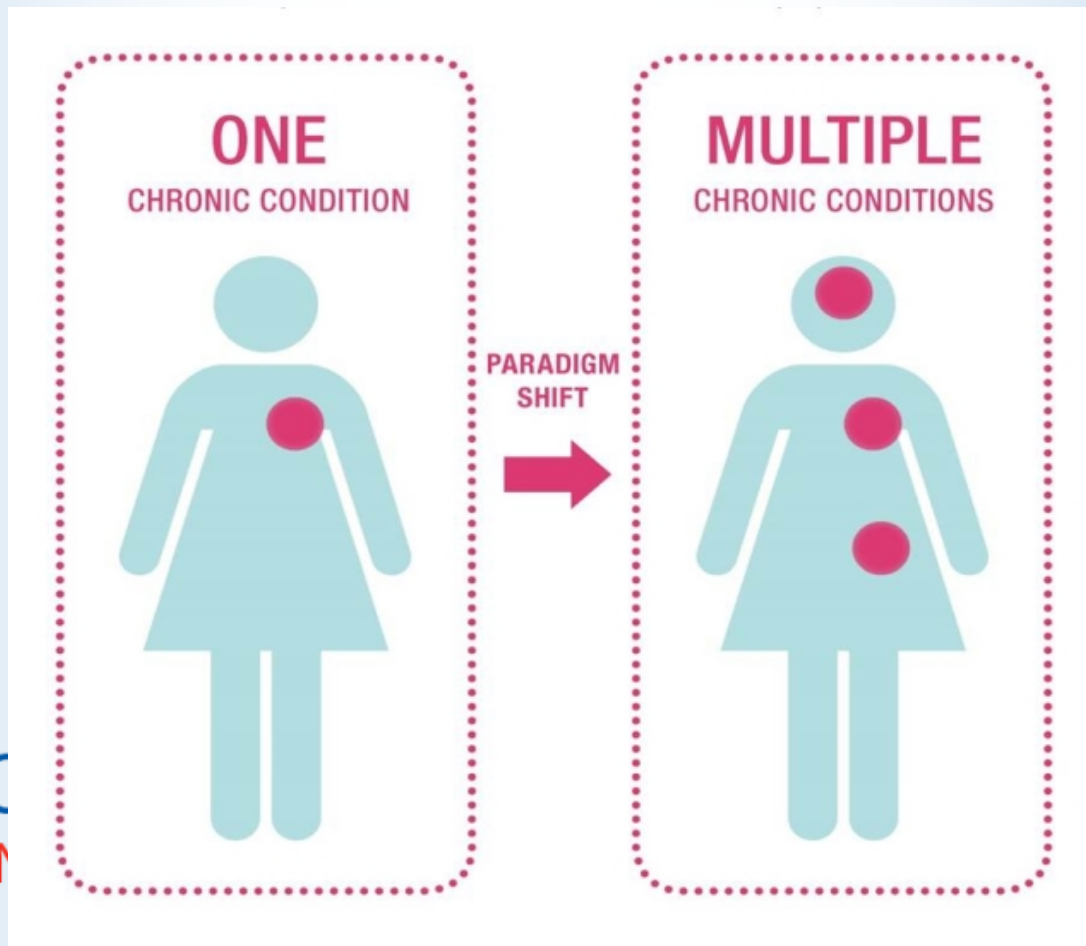 ONE
CHRONIC CONDITION
PARADIGM
SHIFT
MULTIPLE
CHRONIC CONDITIONS